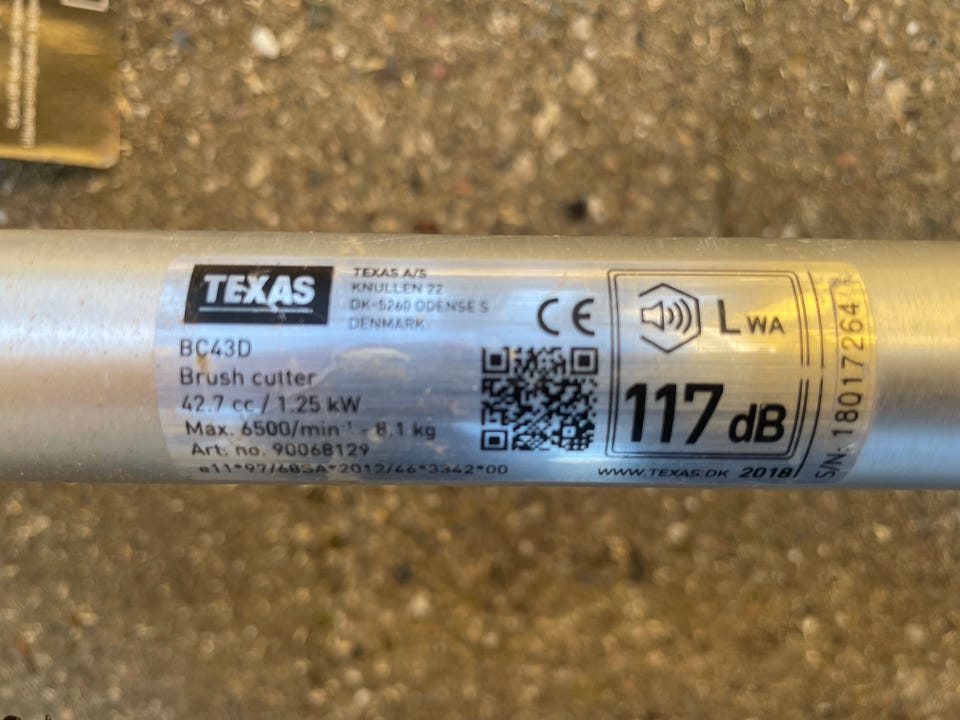 TEXAS
TEXAS A/S
KNULLEN 22
DK-5260 ODENSE S
DENMARK
CE
BC43D
Brush cutter
42.7 cc / 1.25 kW
Max. 6500/min⁻¹ - 8.1 kg
Art. no. 90068129
e11*97/68SA*2012/46*3342*00
LWA
117 dB
WWW.TEXAS.DK 2018
S/N: 18017264